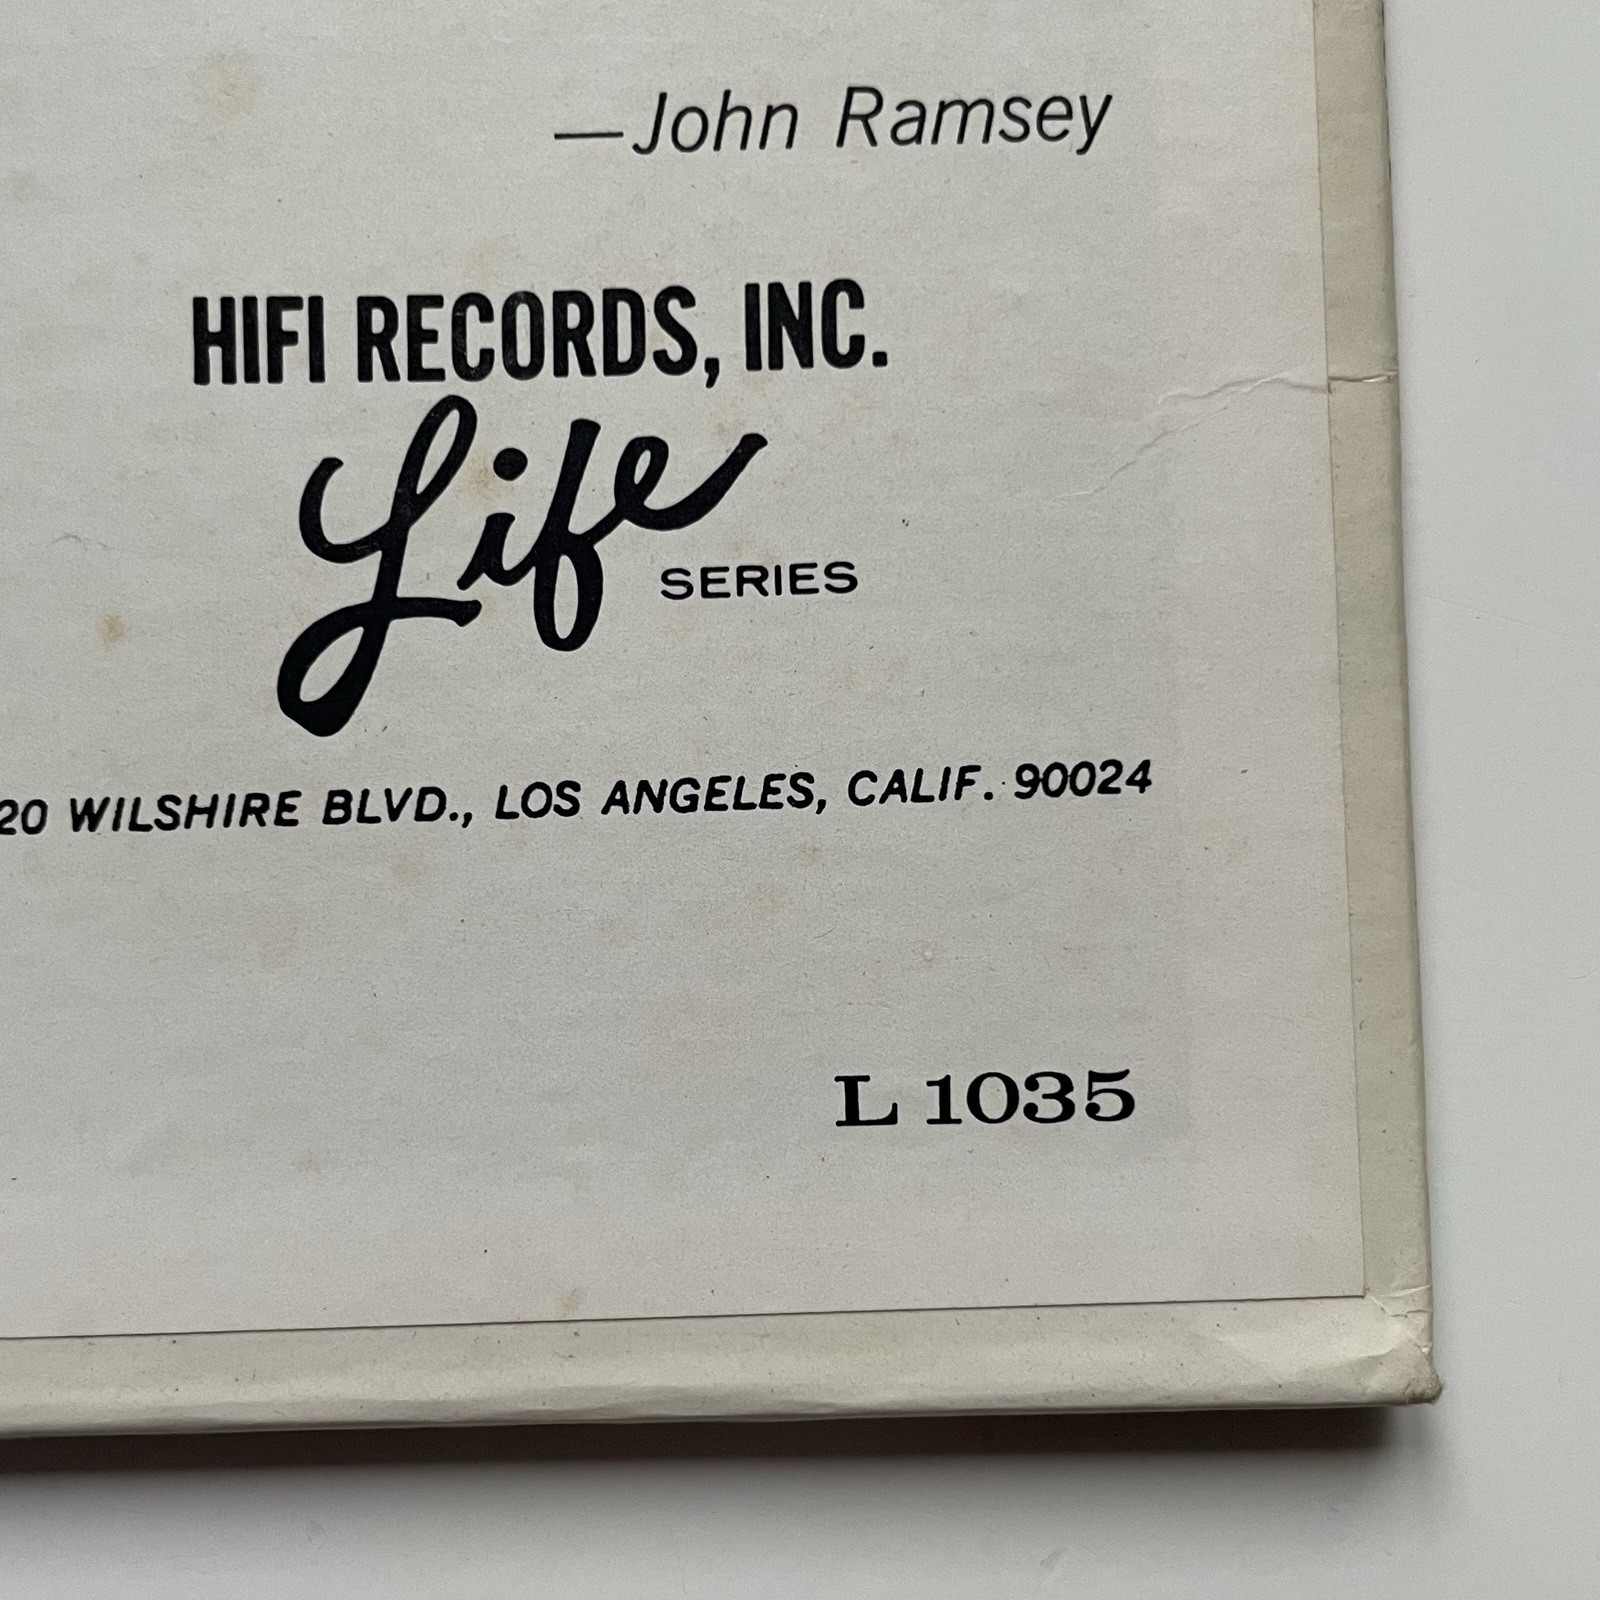 —John Ramsey
HIFI RECORDS, INC.
Life SERIES
20 WILSHIRE BLVD., LOS ANGELES, CALIF. 90024
L 1035